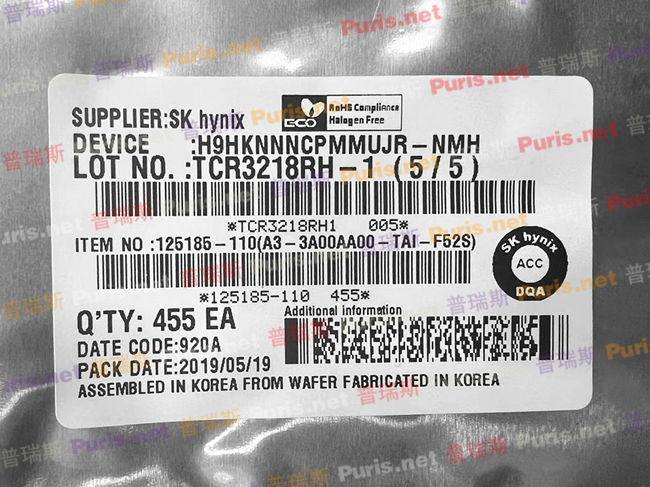 SUPPLIER:SK hynix
ECO
RoHS Compliance
Halogen Free
DEVICE :H9HKNNNCPMMUJR-NMH
LOT NO. :TCR3218RH-1 (5/5)
*TCR3218RH1 005*
ITEM NO :125185-110(A3-3A00AA00-TAI-F52S)
*125185-110 455*
SK hynix
ACC
DQA
Q'TY: 455 EA
Additional information
DATE CODE:920A
PACK DATE:2019/05/19
ASSEMBLED IN KOREA FROM WAFER FABRICATED IN KOREA
普瑞斯 Puris.net